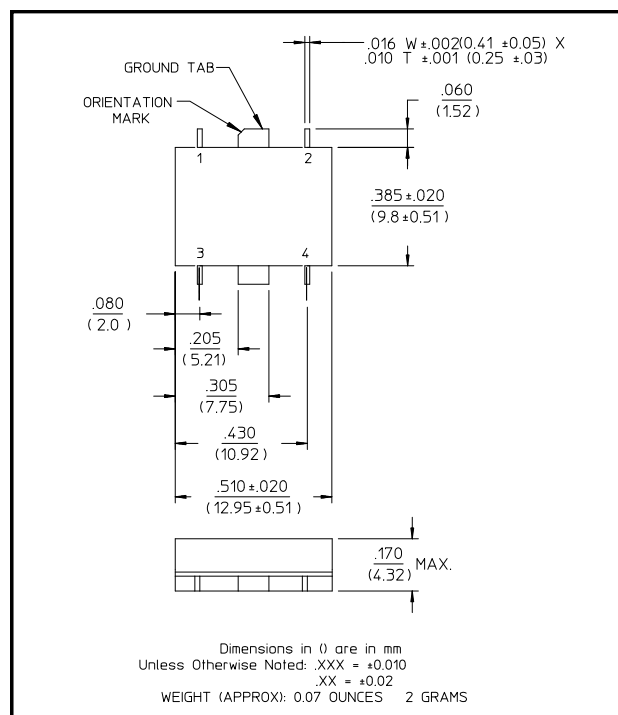 .016 W ±.002(0.41 ±0.05) X
.010 T ±.001 (0.25 ±.03)
GROUND TAB
ORIENTATION
MARK
.060
(1.52)
1
2
.385 ±.020
(9.8 ±0.51)
3
4
.080
( 2.0 )
.205
(5.21)
.305
(7.75)
.430
(10.92 )
.510 ±.020
(12.95 ±0.51)
.170
(4.32)
MAX.
Dimensions in () are in mm
Unless Otherwise Noted: .XXX = ±0.010
.XX = ±0.02
WEIGHT (APPROX): 0.07 OUNCES 2 GRAMS